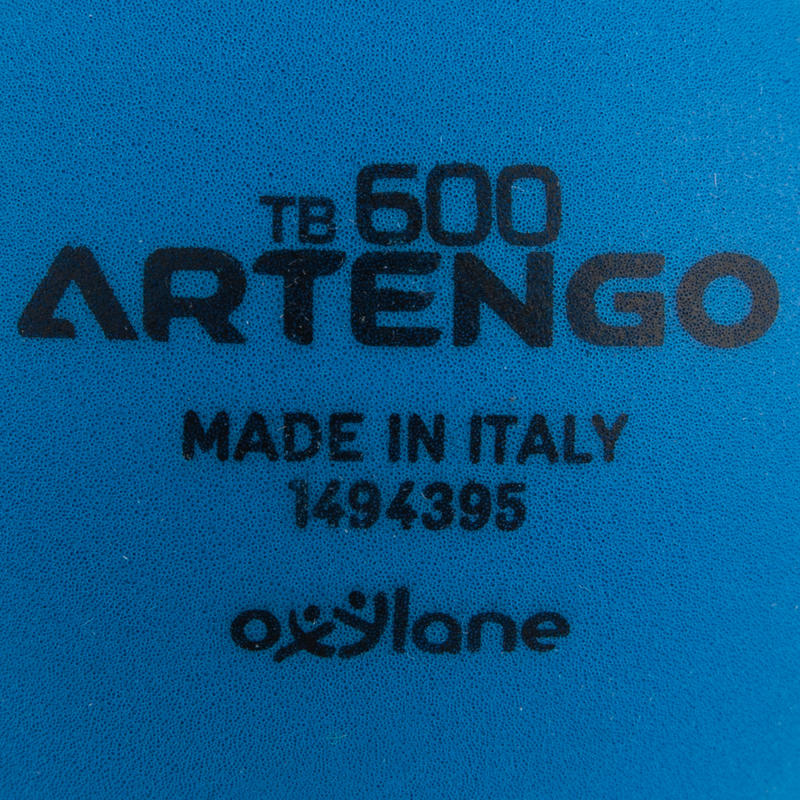 TB 600
ARTENGO
MADE IN ITALY
1494395
oxylane